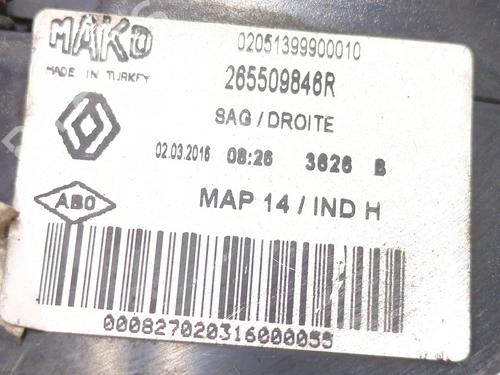 MAKO
MADE IN TURKEY
02051399900010
265509846R
SAG / DROITE
02.03.2016 08:26 3626 B
ABO
MAP 14 / IND H
000827020316000055